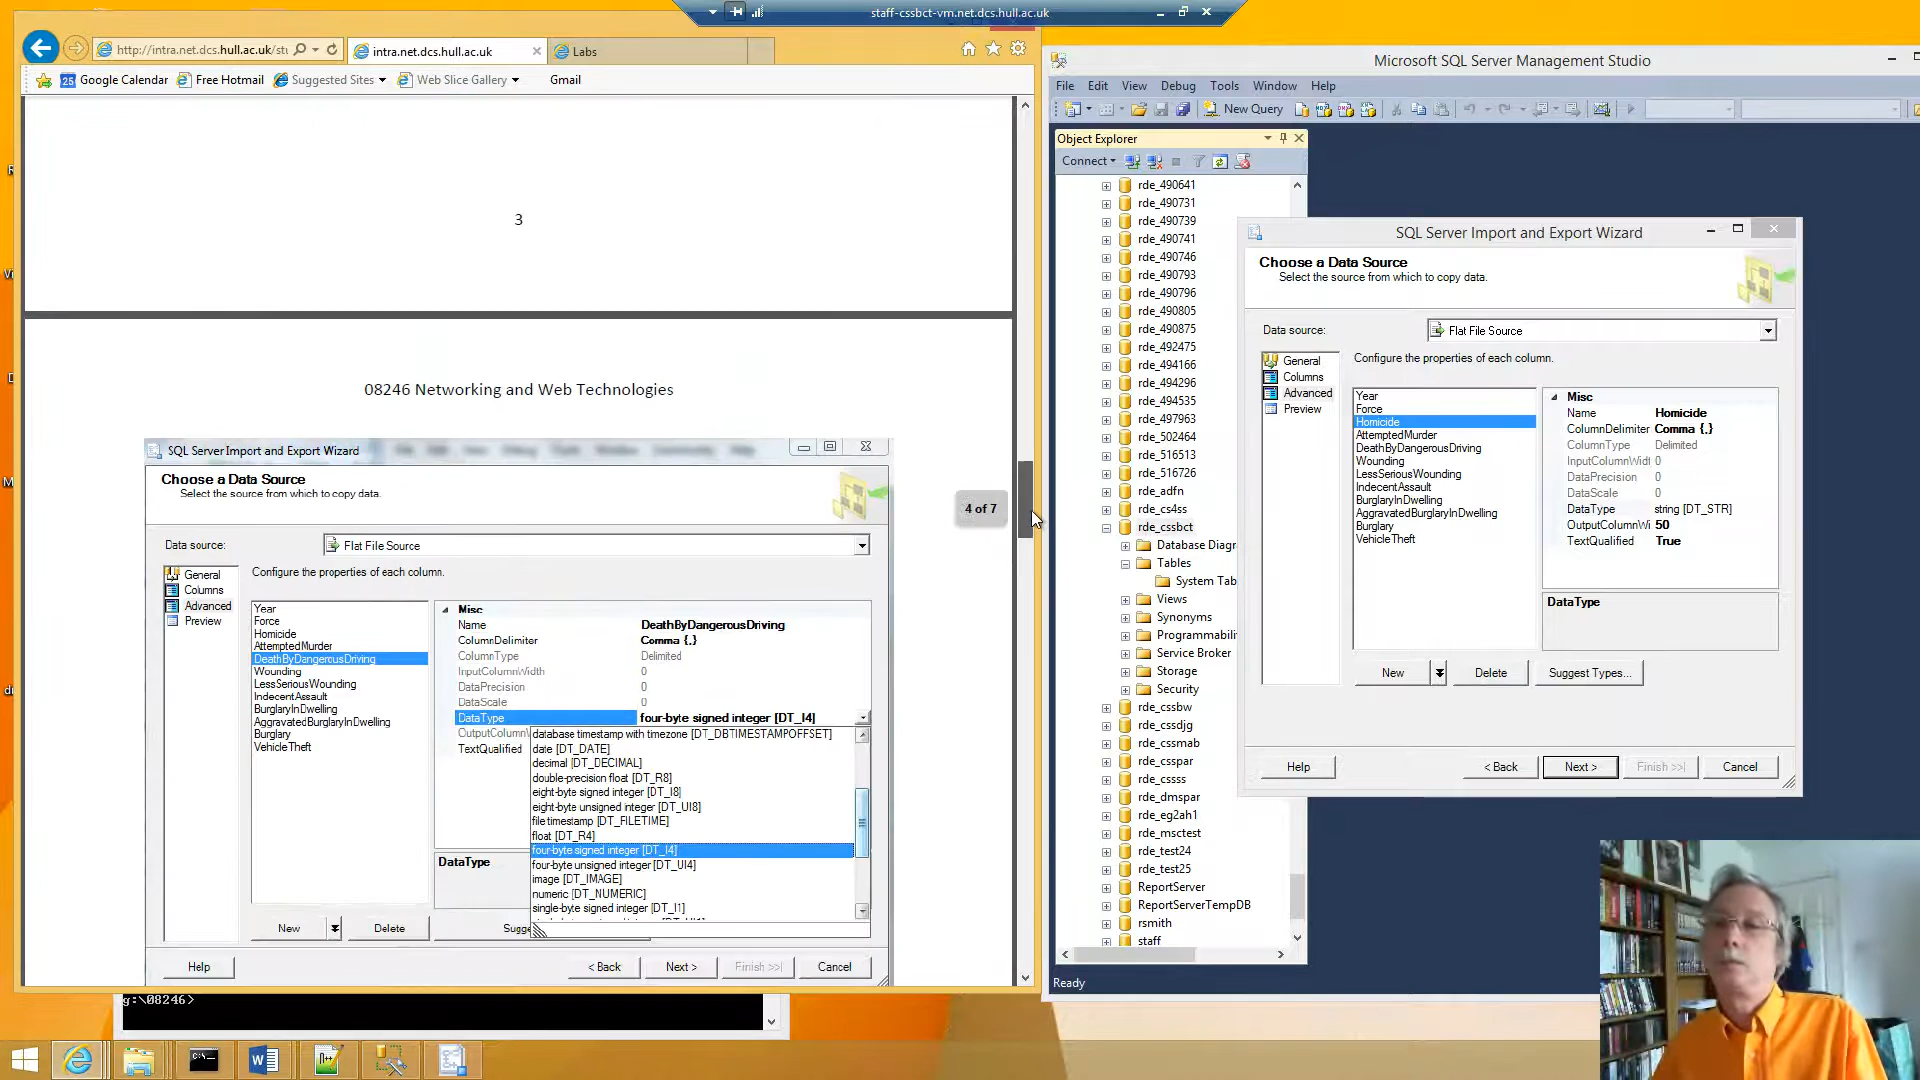 staff-cssbct-vm.net.dcs.hull.ac.uk
http://intra.net.dcs.hull.ac.uk/stu
intra.net.dcs.hull.ac.uk
Labs
25 Google Calendar
Free Hotmail
Suggested Sites
Web Slice Gallery
Gmail
3
08246 Networking and Web Technologies
SQL Server Import and Export Wizard
Choose a Data Source
Select the source from which to copy data.
Data source:
Flat File Source
General
Columns
Advanced
Preview
Configure the properties of each column.
Year
Force
Homicide
AttemptedMurder
DeathByDangerousDriving
Wounding
LessSeriousWounding
IndecentAssault
BurglaryInDwelling
AggravatedBurglaryInDwelling
Burglary
VehicleTheft
Misc
Name DeathByDangerousDriving
ColumnDelimiter Comma {,}
ColumnType Delimited
InputColumnWidth 0
DataPrecision 0
DataScale 0
DataType four-byte signed integer [DT_I4]
OutputColumnW
TextQualified
database timestamp with timezone [DT_DBTIMESTAMPOFFSET]
date [DT_DATE]
decimal [DT_DECIMAL]
double-precision float [DT_R8]
eight-byte signed integer [DT_I8]
eight-byte unsigned integer [DT_UI8]
file timestamp [DT_FILETIME]
float [DT_R4]
four-byte signed integer [DT_I4]
four-byte unsigned integer [DT_UI4]
image [DT_IMAGE]
numeric [DT_NUMERIC]
single-byte signed integer [DT_I1]
DataType
New
Delete
Sugge
Help
< Back
Next >
Finish >>|
Cancel
4 of 7
g:\08246>
Microsoft SQL Server Management Studio
File Edit View Debug Tools Window Help
New Query
Object Explorer
Connect
rde_490641
rde_490731
rde_490739
rde_490741
rde_490746
rde_490793
rde_490796
rde_490805
rde_490875
rde_492475
rde_494166
rde_494296
rde_494535
rde_497963
rde_502464
rde_516513
rde_516726
rde_adfn
rde_cs4ss
rde_cssbct
Database Diagr
Tables
System Tab
Views
Synonyms
Programmabili
Service Broker
Storage
Security
rde_cssbw
rde_cssdjg
rde_cssmab
rde_csspar
rde_cssss
rde_dmspar
rde_eg2ah1
rde_msctest
rde_test24
rde_test25
ReportServer
ReportServerTempDB
rsmith
staff
Ready
SQL Server Import and Export Wizard
Choose a Data Source
Select the source from which to copy data.
Data source:
Flat File Source
General
Columns
Advanced
Preview
Configure the properties of each column.
Year
Force
Homicide
AttemptedMurder
DeathByDangerousDriving
Wounding
LessSeriousWounding
IndecentAssault
BurglaryInDwelling
AggravatedBurglaryInDwelling
Burglary
VehicleTheft
Misc
Name Homicide
ColumnDelimiter Comma {,}
ColumnType Delimited
InputColumnWidt 0
DataPrecision 0
DataScale 0
DataType string [DT_STR]
OutputColumnWi 50
TextQualified True
DataType
New
Delete
Suggest Types...
Help
< Back
Next >
Finish >>|
Cancel